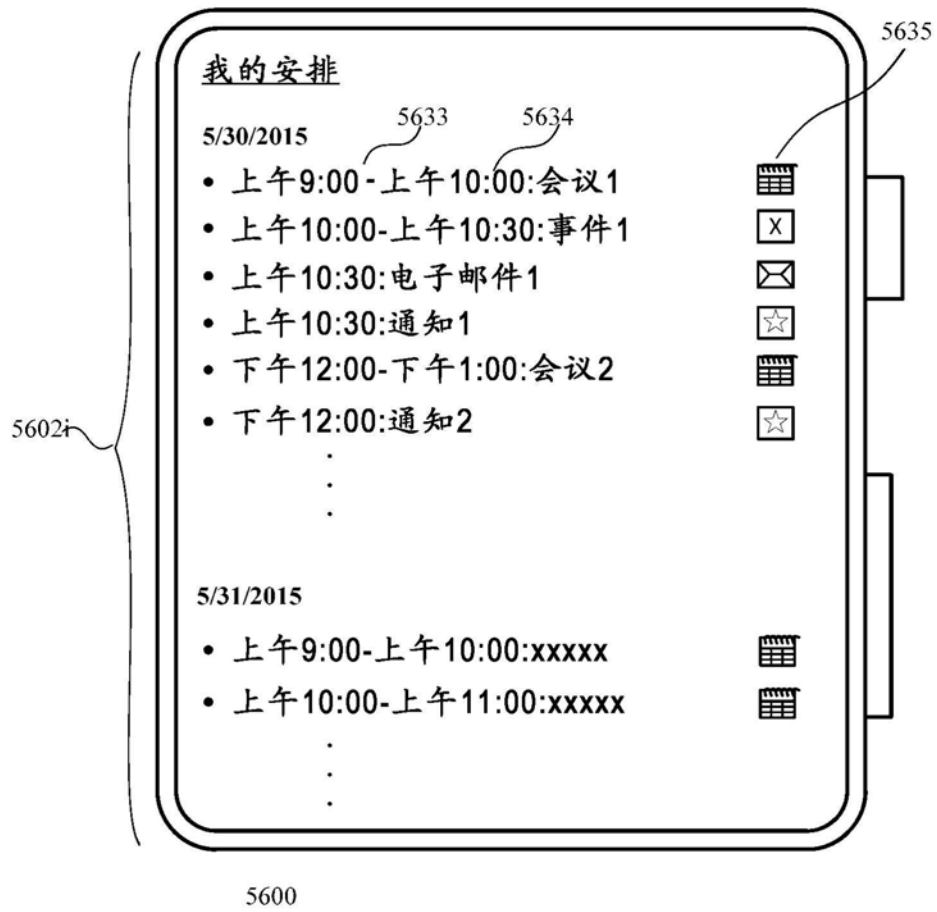 5635
我的安排
5633 5634
5/30/2015
• 上午9:00-上午10:00:会议1
• 上午10:00-上午10:30:事件1 X
• 上午10:30:电子邮件1
• 上午10:30:通知1
• 下午12:00-下午1:00:会议2
5602i
• 下午12:00:通知2
5/31/2015
• 上午9:00-上午10:00:xxxxx
• 上午10:00-上午11:00:xxxxx
5600